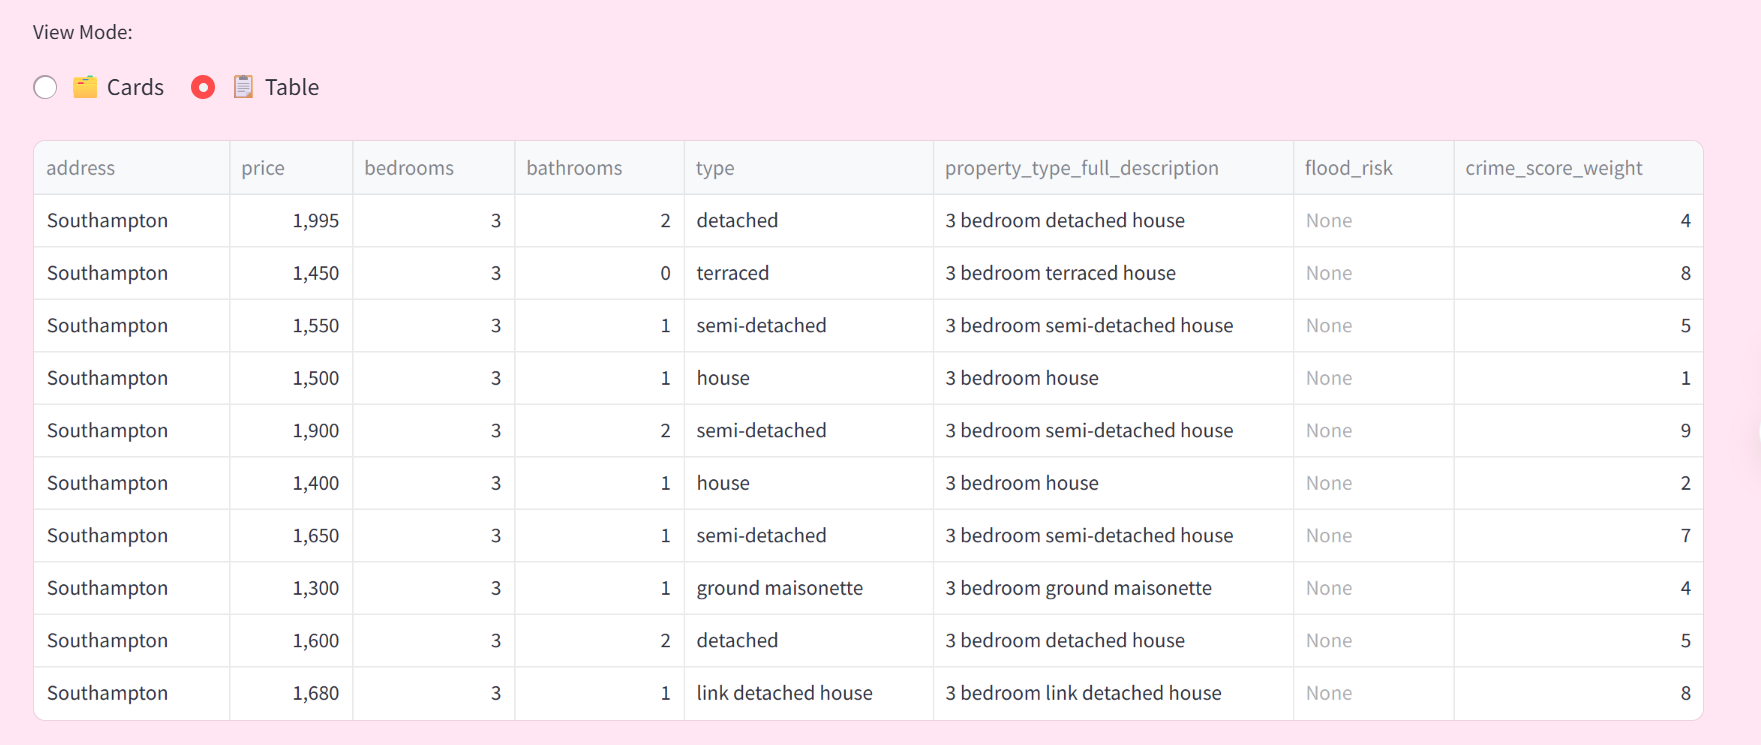 View Mode:
Cards Table
address price bedrooms bathrooms type property_type_full_description flood_risk crime_score_weight
Southampton 1,995 3 2 detached 3 bedroom detached house None 4
Southampton 1,450 3 0 terraced 3 bedroom terraced house None 8
Southampton 1,550 3 1 semi-detached 3 bedroom semi-detached house None 5
Southampton 1,500 3 1 house 3 bedroom house None 1
Southampton 1,900 3 2 semi-detached 3 bedroom semi-detached house None 9
Southampton 1,400 3 1 house 3 bedroom house None 2
Southampton 1,650 3 1 semi-detached 3 bedroom semi-detached house None 7
Southampton 1,300 3 1 ground maisonette 3 bedroom ground maisonette None 4
Southampton 1,600 3 2 detached 3 bedroom detached house None 5
Southampton 1,680 3 1 link detached house 3 bedroom link detached house None 8